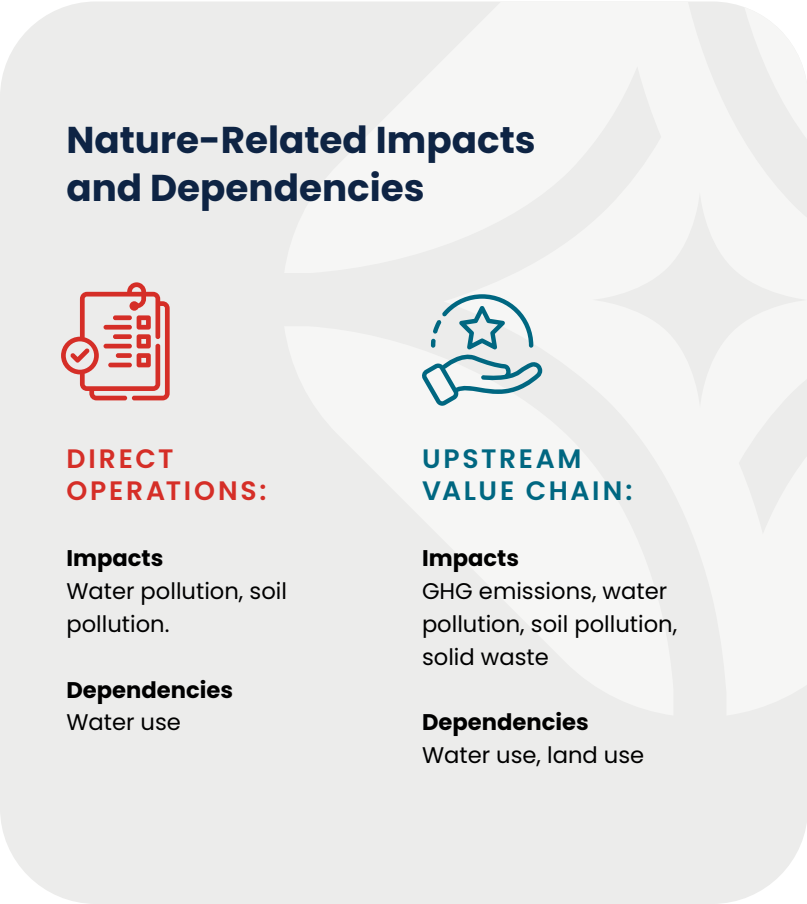 Nature-Related Impacts
and Dependencies
DIRECT
OPERATIONS:
Impacts
Water pollution, soil
pollution.
Dependencies
Water use
UPSTREAM
VALUE CHAIN:
Impacts
GHG emissions, water
pollution, soil pollution,
solid waste
Dependencies
Water use, land use